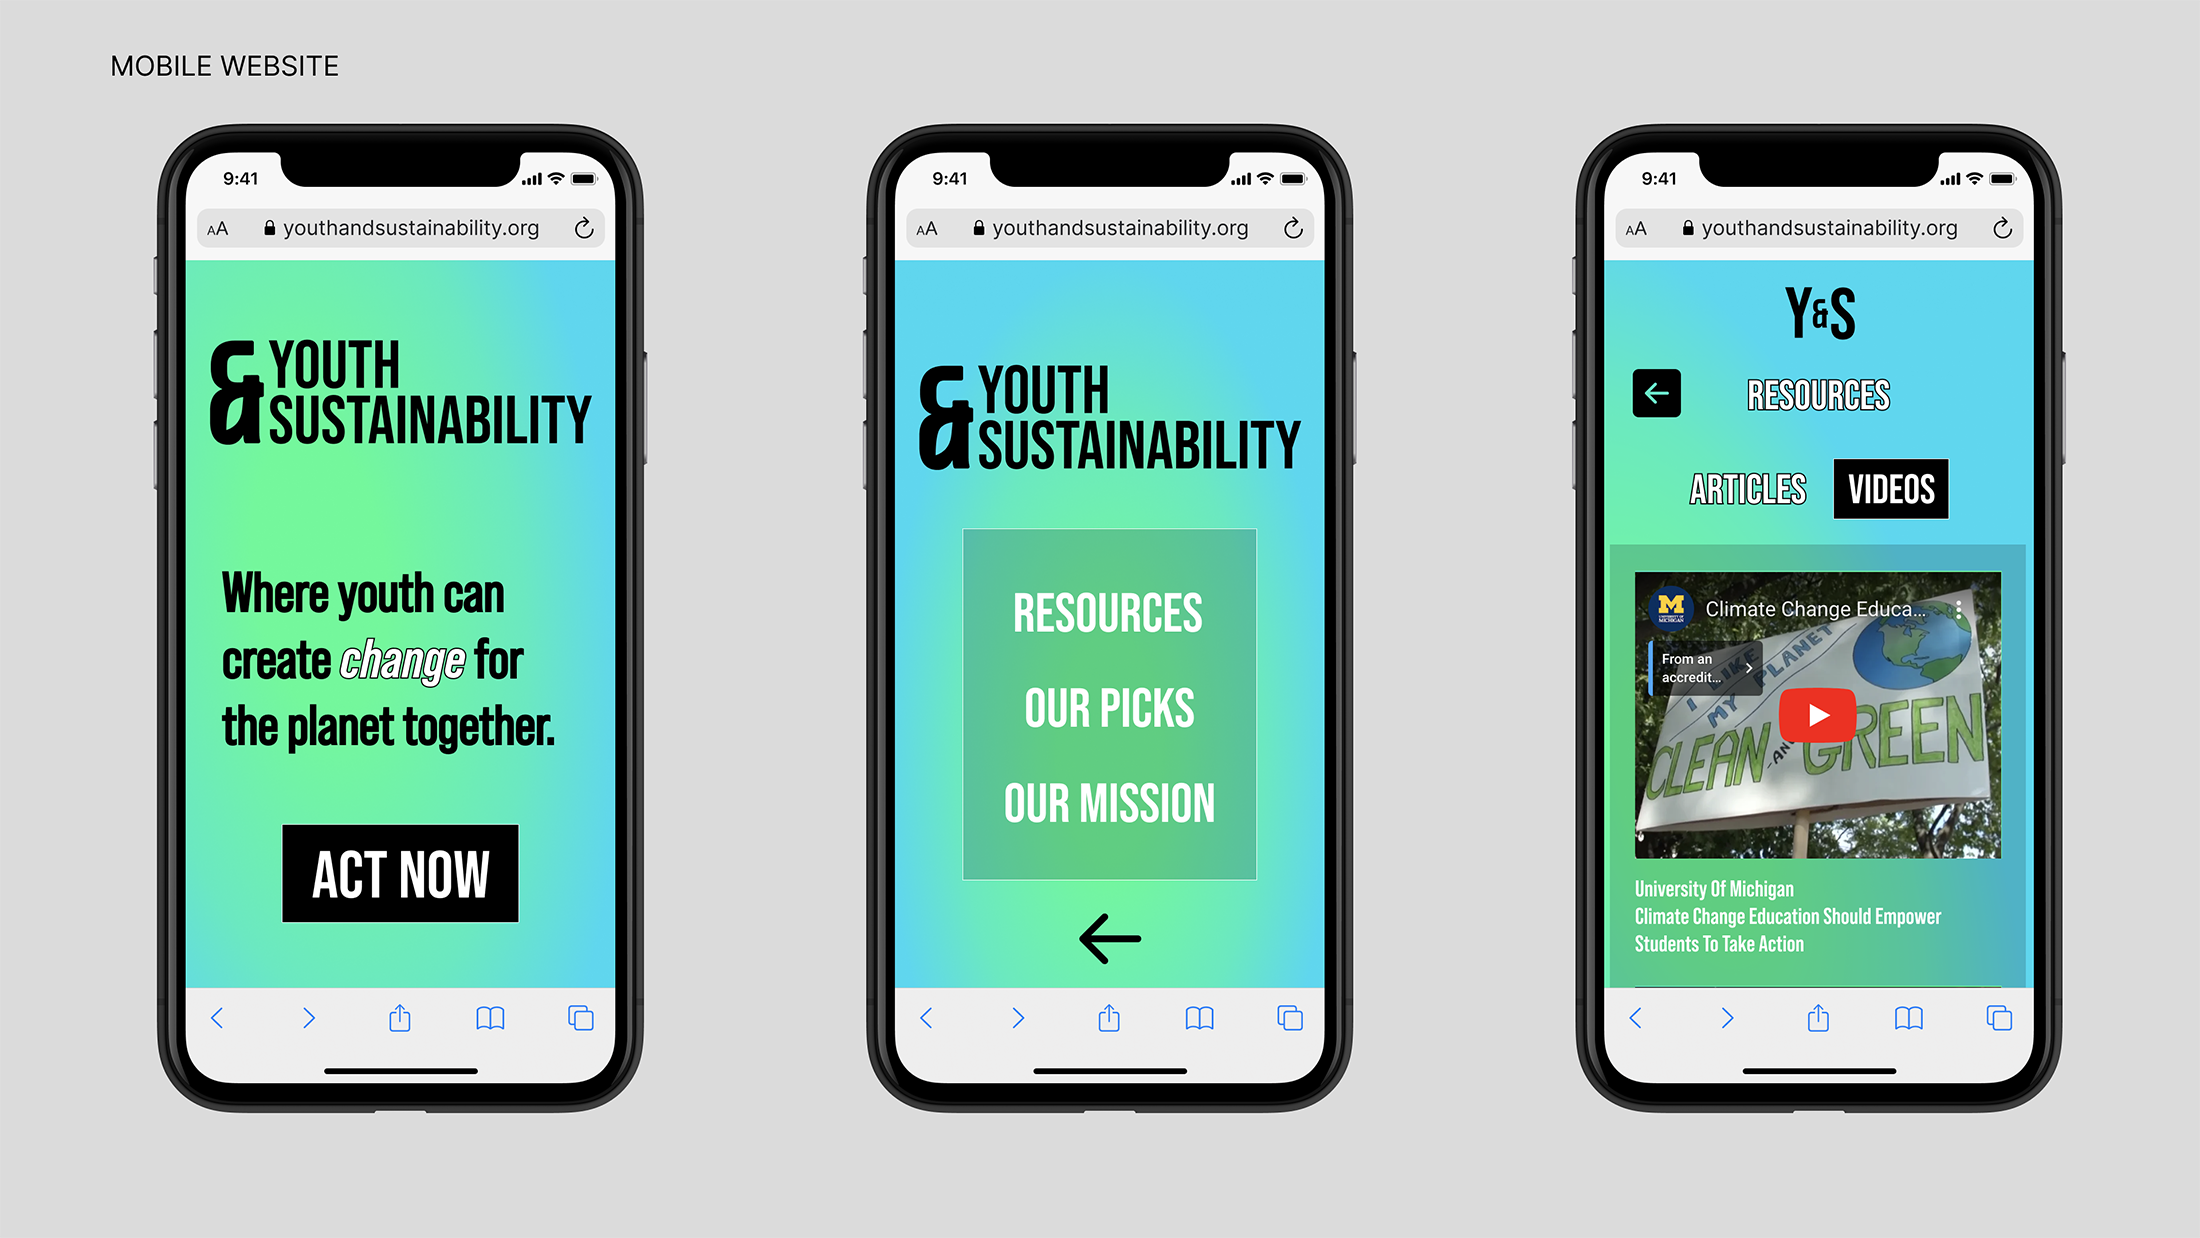 MOBILE WEBSITE
9:41
AA youthandsustainability.org
& YOUTH
SUSTAINABILITY
Where youth can
create change for
the planet together.
ACT NOW
9:41
AA youthandsustainability.org
& YOUTH
SUSTAINABILITY
RESOURCES
OUR PICKS
OUR MISSION
9:41
AA youthandsustainability.org
Y&S
RESOURCES
ARTICLES VIDEOS
M
UNIVERSITY OF
MICHIGAN
Climate Change Educa...
From an
accredit...
I LIKE
MY PLANET
CLEAN AND GREEN
University Of Michigan
Climate Change Education Should Empower
Students To Take Action